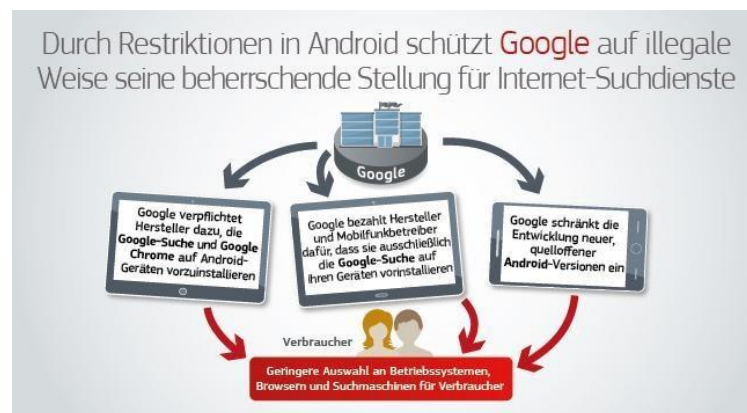 Durch Restriktionen in Android schützt Google auf illegale
Weise seine beherrschende Stellung für Internet-Suchdienste
Google
Google verpflichtet
Hersteller dazu, die
Google-Suche und Google
Chrome auf Android-
Geräten vorzuinstallieren
Google bezahlt Hersteller
und Mobilfunkbetreiber
dafür, dass sie ausschließlich
die Google-Suche auf
ihren Geräten vorinstallieren
Google schränkt die
Entwicklung neuer,
quelloffener
Android-Versionen ein
Verbraucher
Geringere Auswahl an Betriebssystemen,
Browsern und Suchmaschinen für Verbraucher